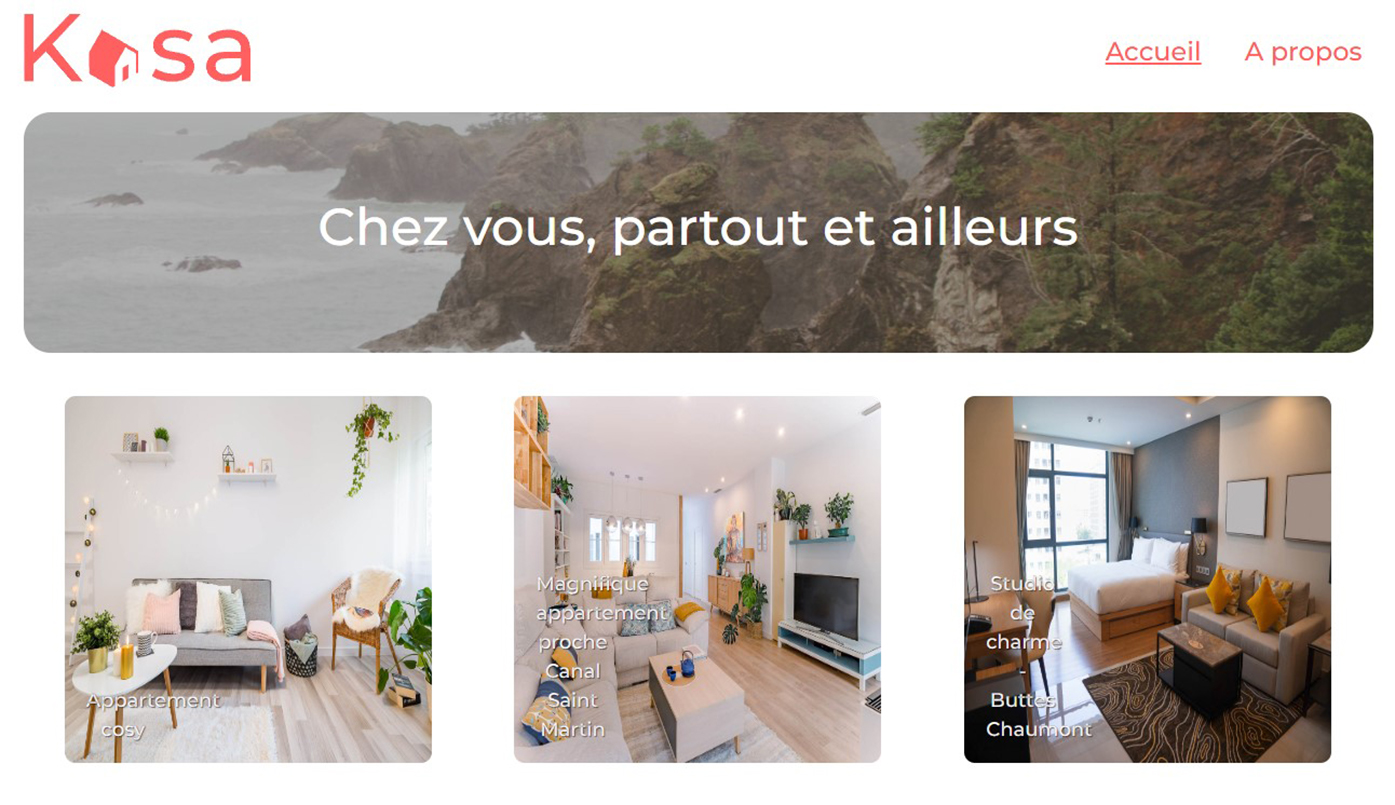 Kasa
Accueil A propos
Chez vous, partout et ailleurs
Appartement
cosy
Magnifique
appartement
proche
Canal
Saint
Martin
Studio
de
charme
-
Buttes
Chaumont